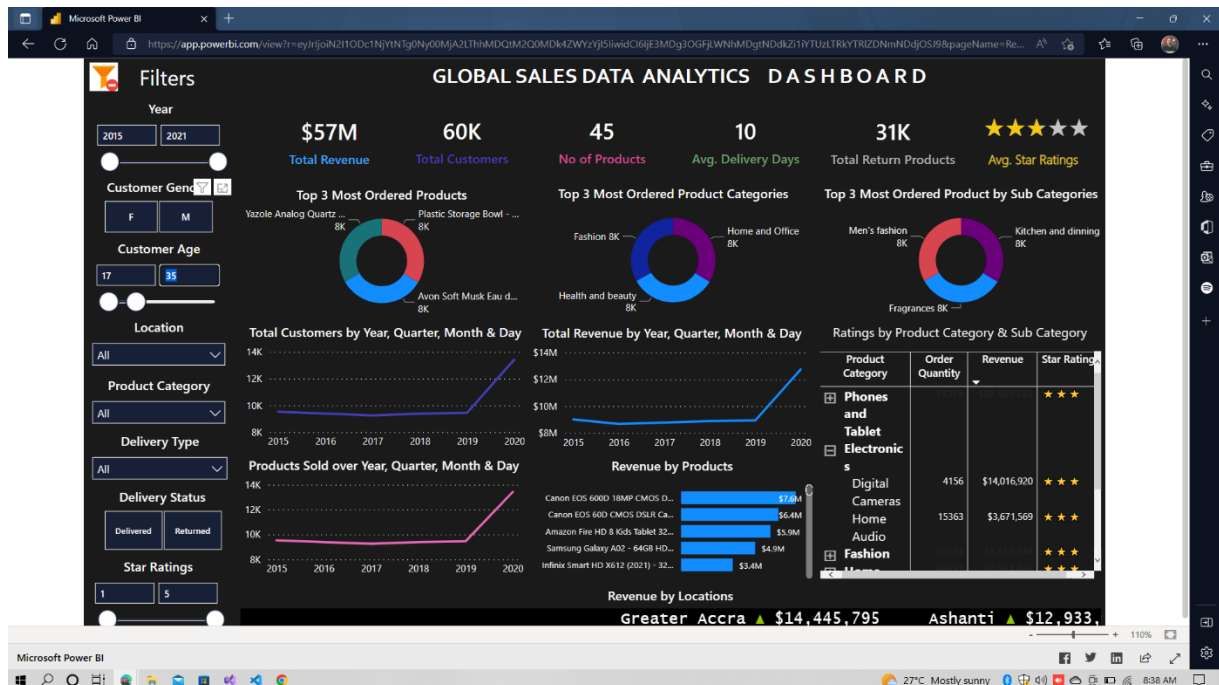 Microsoft Power BI
Filters
GLOBAL SALES DATA ANALYTICS DASHBOARD
Year
2015 2021
$57M
Total Revenue
60K
Total Customers
45
No of Products
10
Avg. Delivery Days
31K
Total Return Products
Avg. Star Ratings
Customer Gend
F M
Customer Age
17 35
Location
All
Product Category
All
Delivery Type
All
Delivery Status
Delivered Returned
Star Ratings
1 5
Top 3 Most Ordered Products
Yazole Analog Quartz ...
8K
Plastic Storage Bowl - ...
8K
Avon Soft Musk Eau d...
8K
Top 3 Most Ordered Product Categories
Fashion 8K
Home and Office
8K
Health and beauty
8K
Top 3 Most Ordered Product by Sub Categories
Men's fashion
8K
Kitchen and dinning
8K
Fragrances 8K
Total Customers by Year, Quarter, Month & Day
14K
12K
10K
8K
2015 2016 2017 2018 2019 2020
Total Revenue by Year, Quarter, Month & Day
$14M
$12M
$10M
$8M
2015 2016 2017 2018 2019 2020
Ratings by Product Category & Sub Category
Product Category Order Quantity Revenue Star Rating
Phones and Tablet
Electronics
Digital Cameras 4156 $14,016,920
Home Audio 15363 $3,671,569
Fashion
Products Sold over Year, Quarter, Month & Day
14K
12K
10K
8K
2015 2016 2017 2018 2019 2020
Revenue by Products
Canon EOS 600D 18MP CMOS D... $7.6M
Canon EOS 60D CMOS DSLR Ca... $6.4M
Amazon Fire HD 8 Kids Tablet 32... $5.9M
Samsung Galaxy A02 - 64GB HD... $4.9M
Infinix Smart HD X612 (2021) - 32... $3.4M
Revenue by Locations
Greater Accra ▲ $14,445,795 Ashanti ▲ $12,933,
- + 110%
Microsoft Power BI
27°C Mostly sunny 8:38 AM